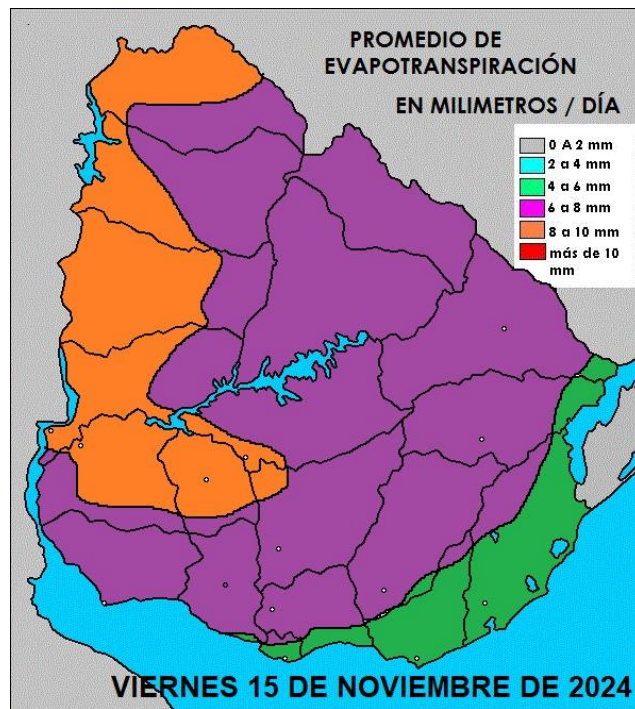 PROMEDIO DE
EVAPOTRANSPIRACIÓN
EN MILIMETROS / DÍA
0 A 2 mm
2 a 4 mm
4 a 6 mm
6 a 8 mm
8 a 10 mm
más de 10
mm
VIERNES 15 DE NOVIEMBRE DE 2024